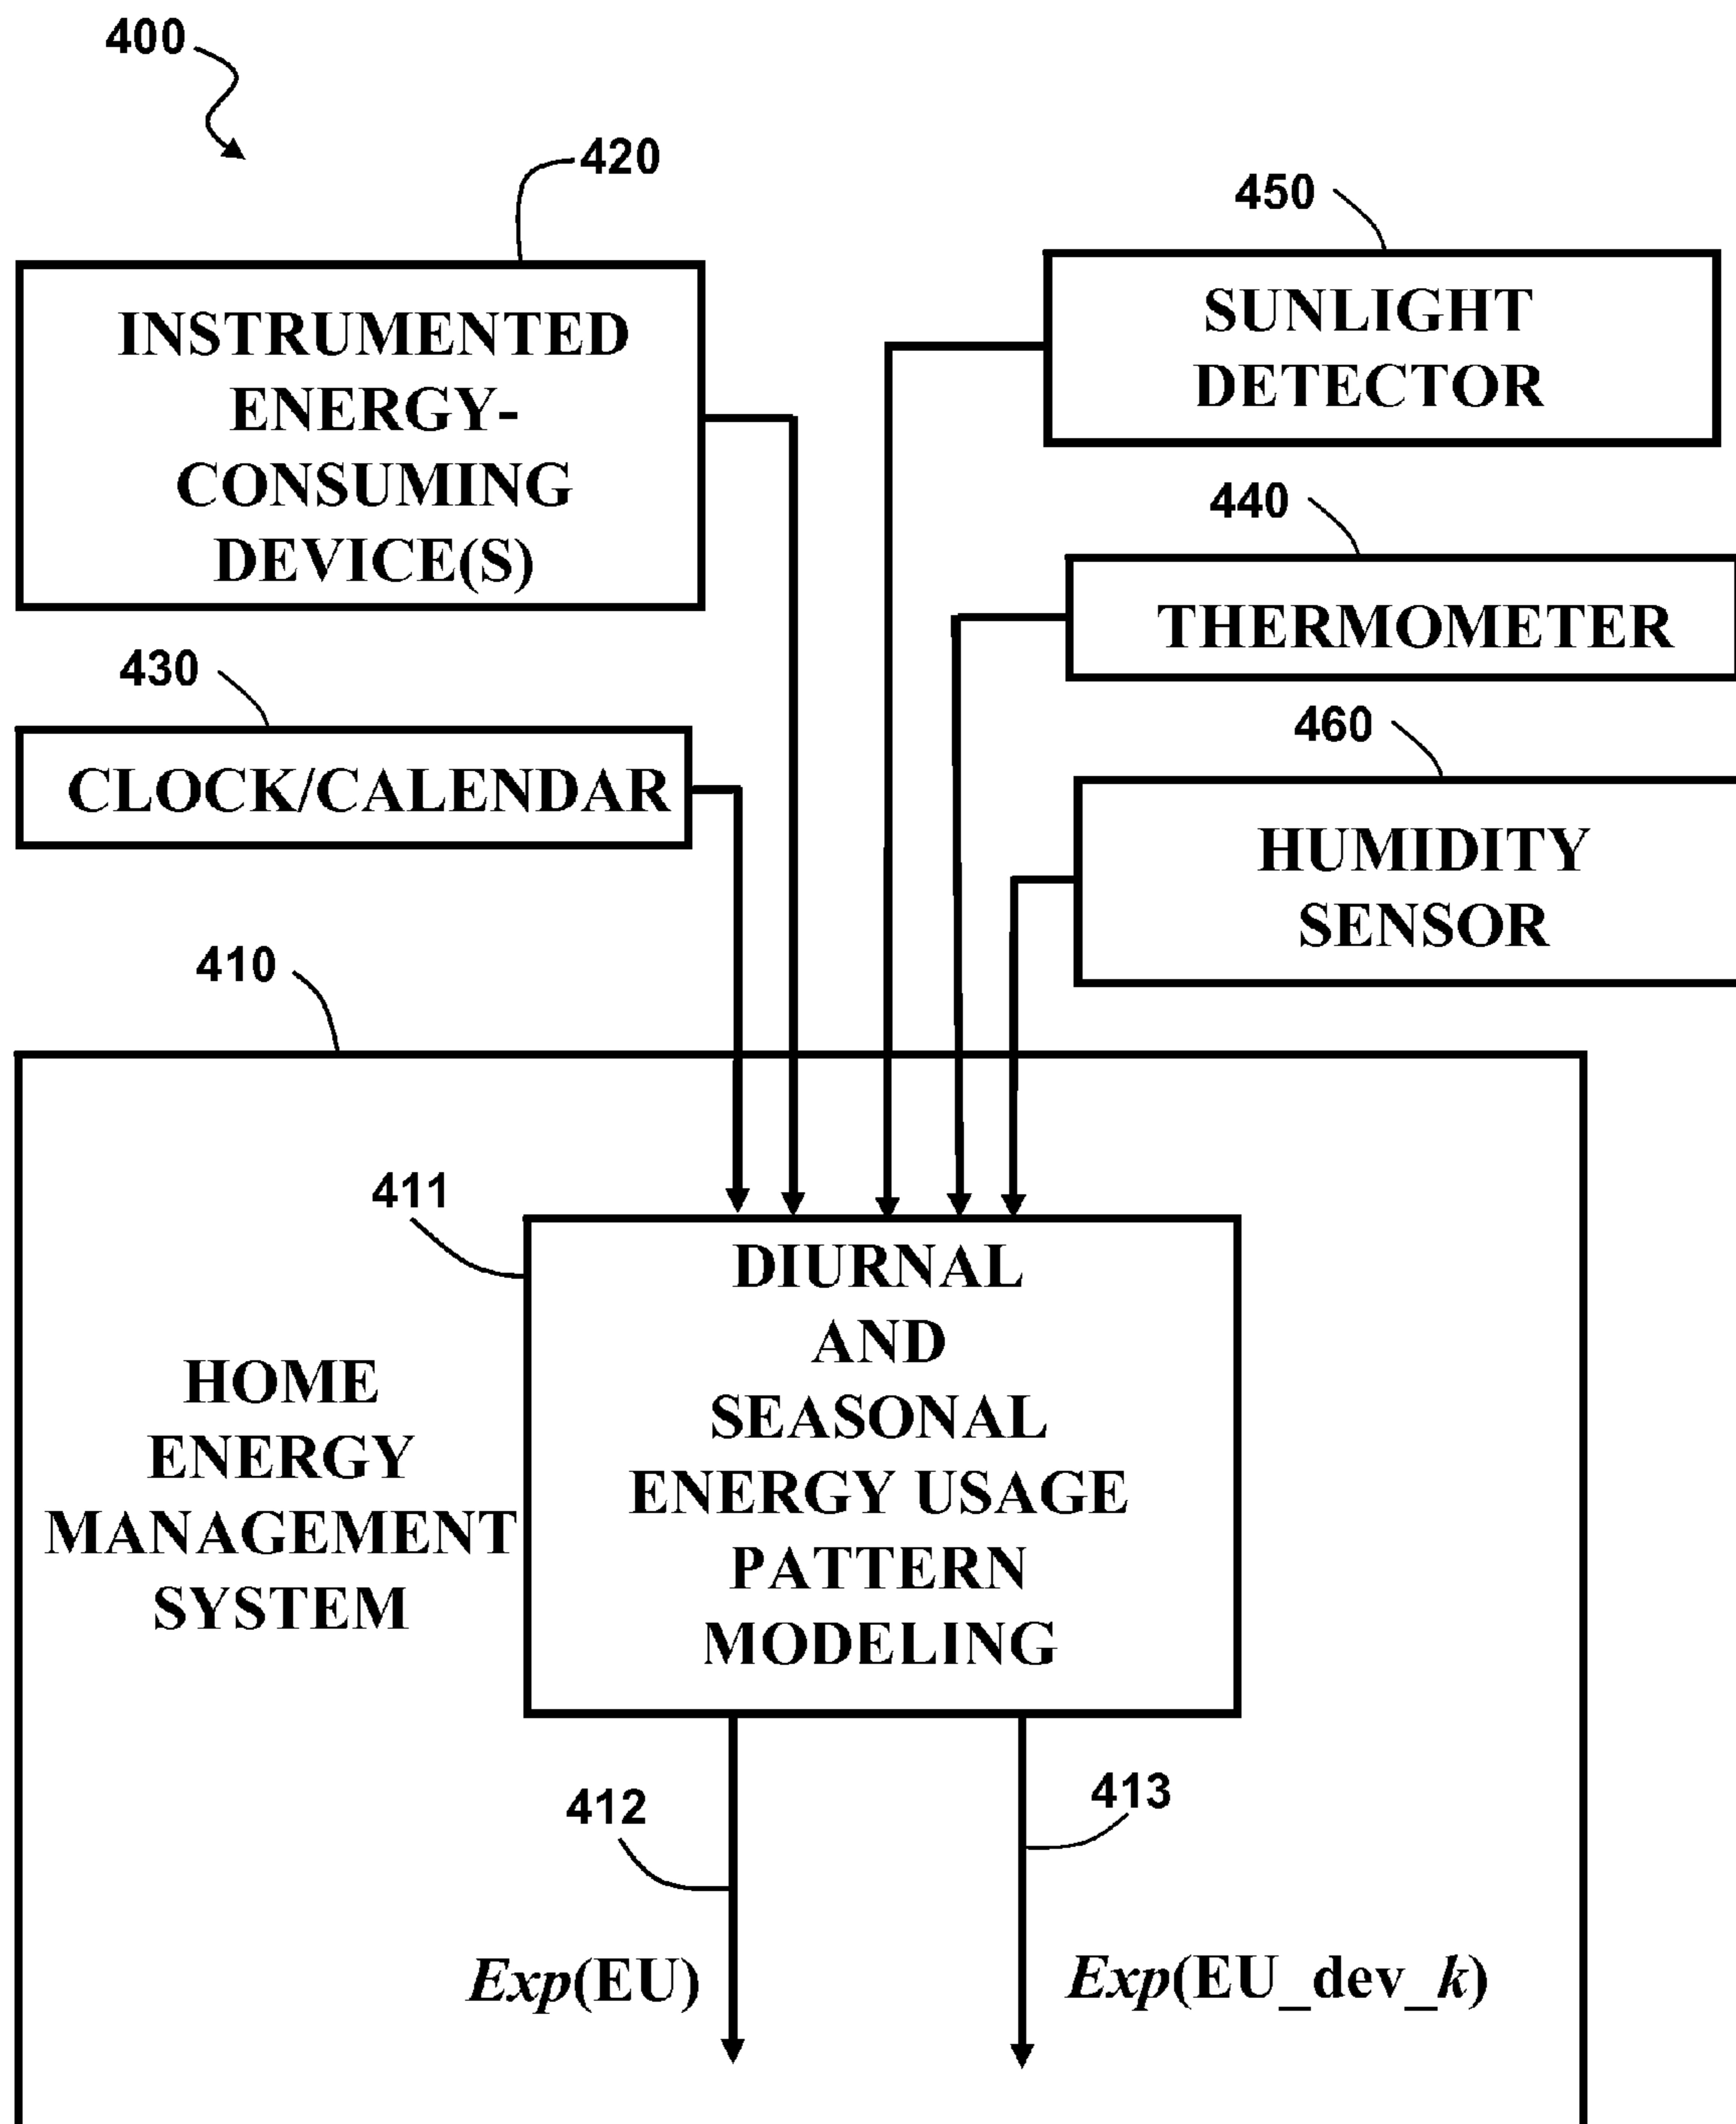 400
420
INSTRUMENTED
ENERGY-
CONSUMING
DEVICE(S)
450
SUNLIGHT
DETECTOR
440
THERMOMETER
430
CLOCK/CALENDAR
460
HUMIDITY
SENSOR
410
HOME
ENERGY
MANAGEMENT
SYSTEM
411
DIURNAL
AND
SEASONAL
ENERGY USAGE
PATTERN
MODELING
412
Exp(EU)
413
Exp(EU_dev_k)